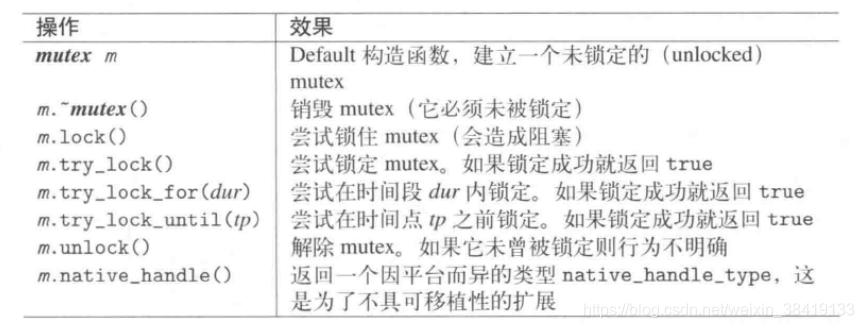 操作 效果
mutex m Default 构造函数，建立一个未锁定的（unlocked）
mutex
m.~mutex() 销毁 mutex（它必须未被锁定）
m.lock() 尝试锁住 mutex（会造成阻塞）
m.try_lock() 尝试锁定 mutex。如果锁定成功就返回 true
m.try_lock_for(dur) 尝试在时间段 dur 内锁定。如果锁定成功就返回 true
m.try_lock_until(tp) 尝试在时间点 tp 之前锁定。如果锁定成功就返回 true
m.unlock() 解除 mutex。如果它未曾被锁定则行为不明确
m.native_handle() 返回一个因平台而异的类型 native_handle_type，这
是为了不具可移植性的扩展
https://blog.csdn.net/weixin_38419133